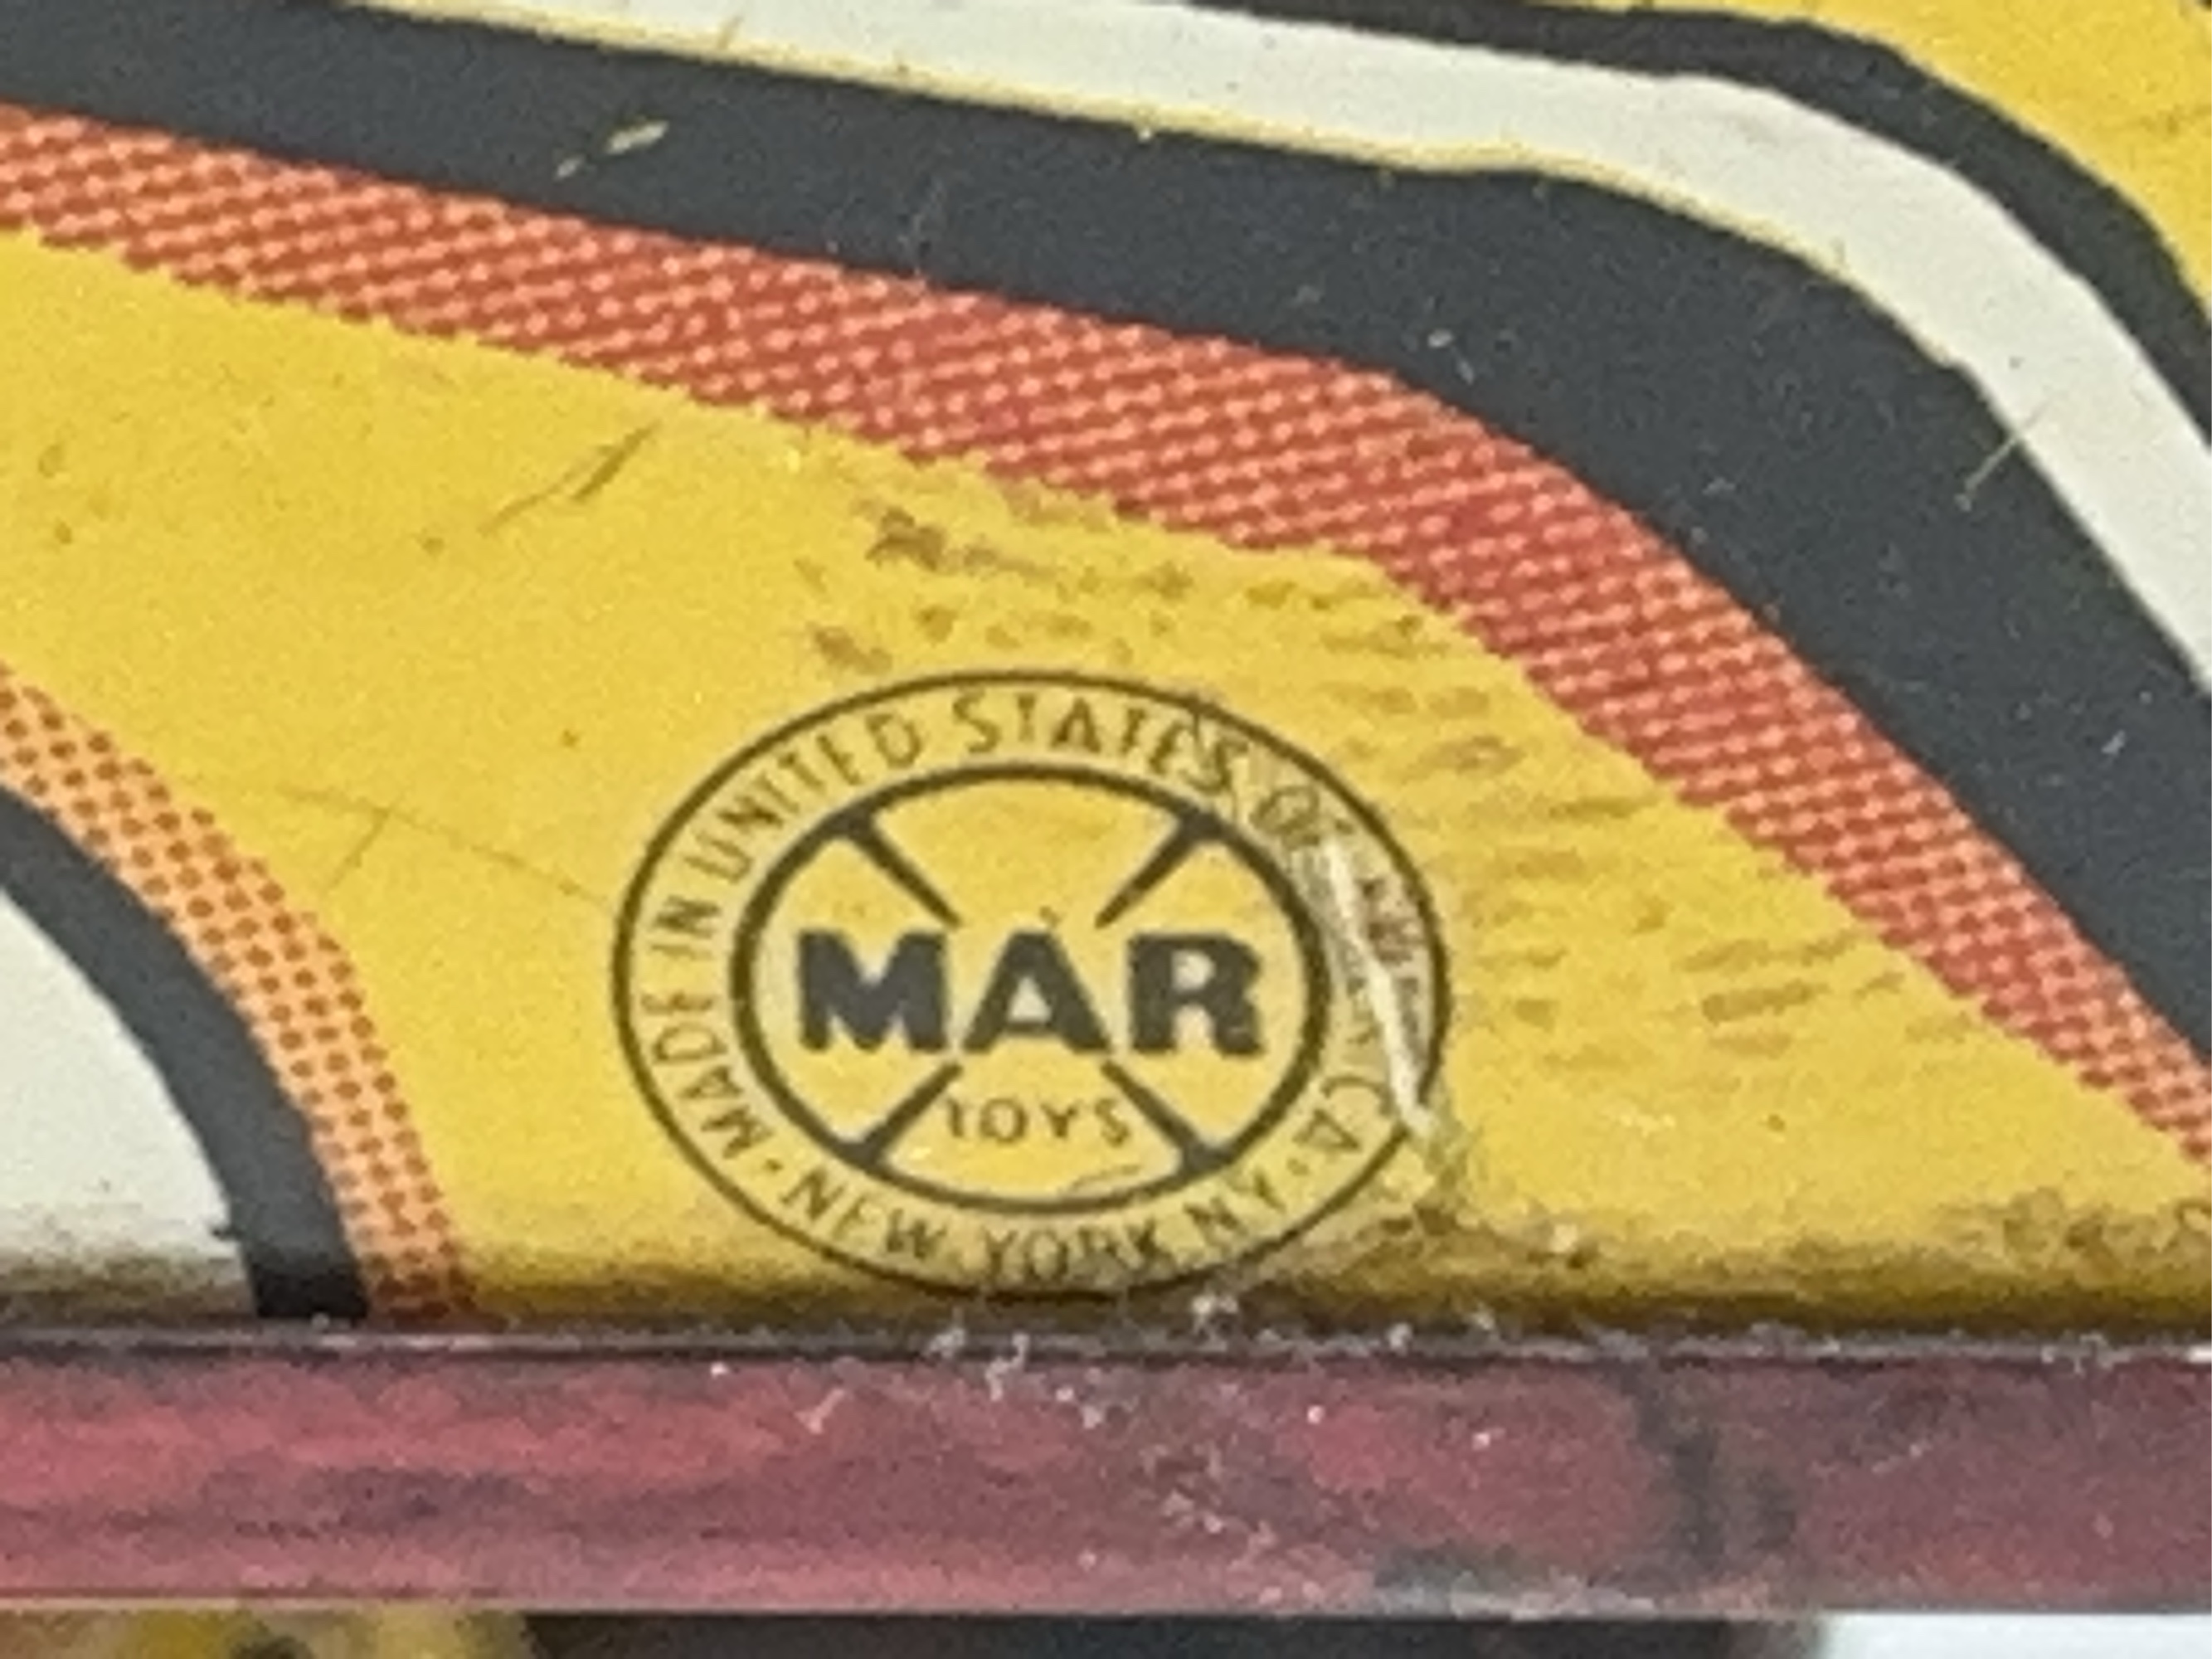 MADE IN UNITED STATES OF
MAR
TOYS
NEW YORK, N.Y.